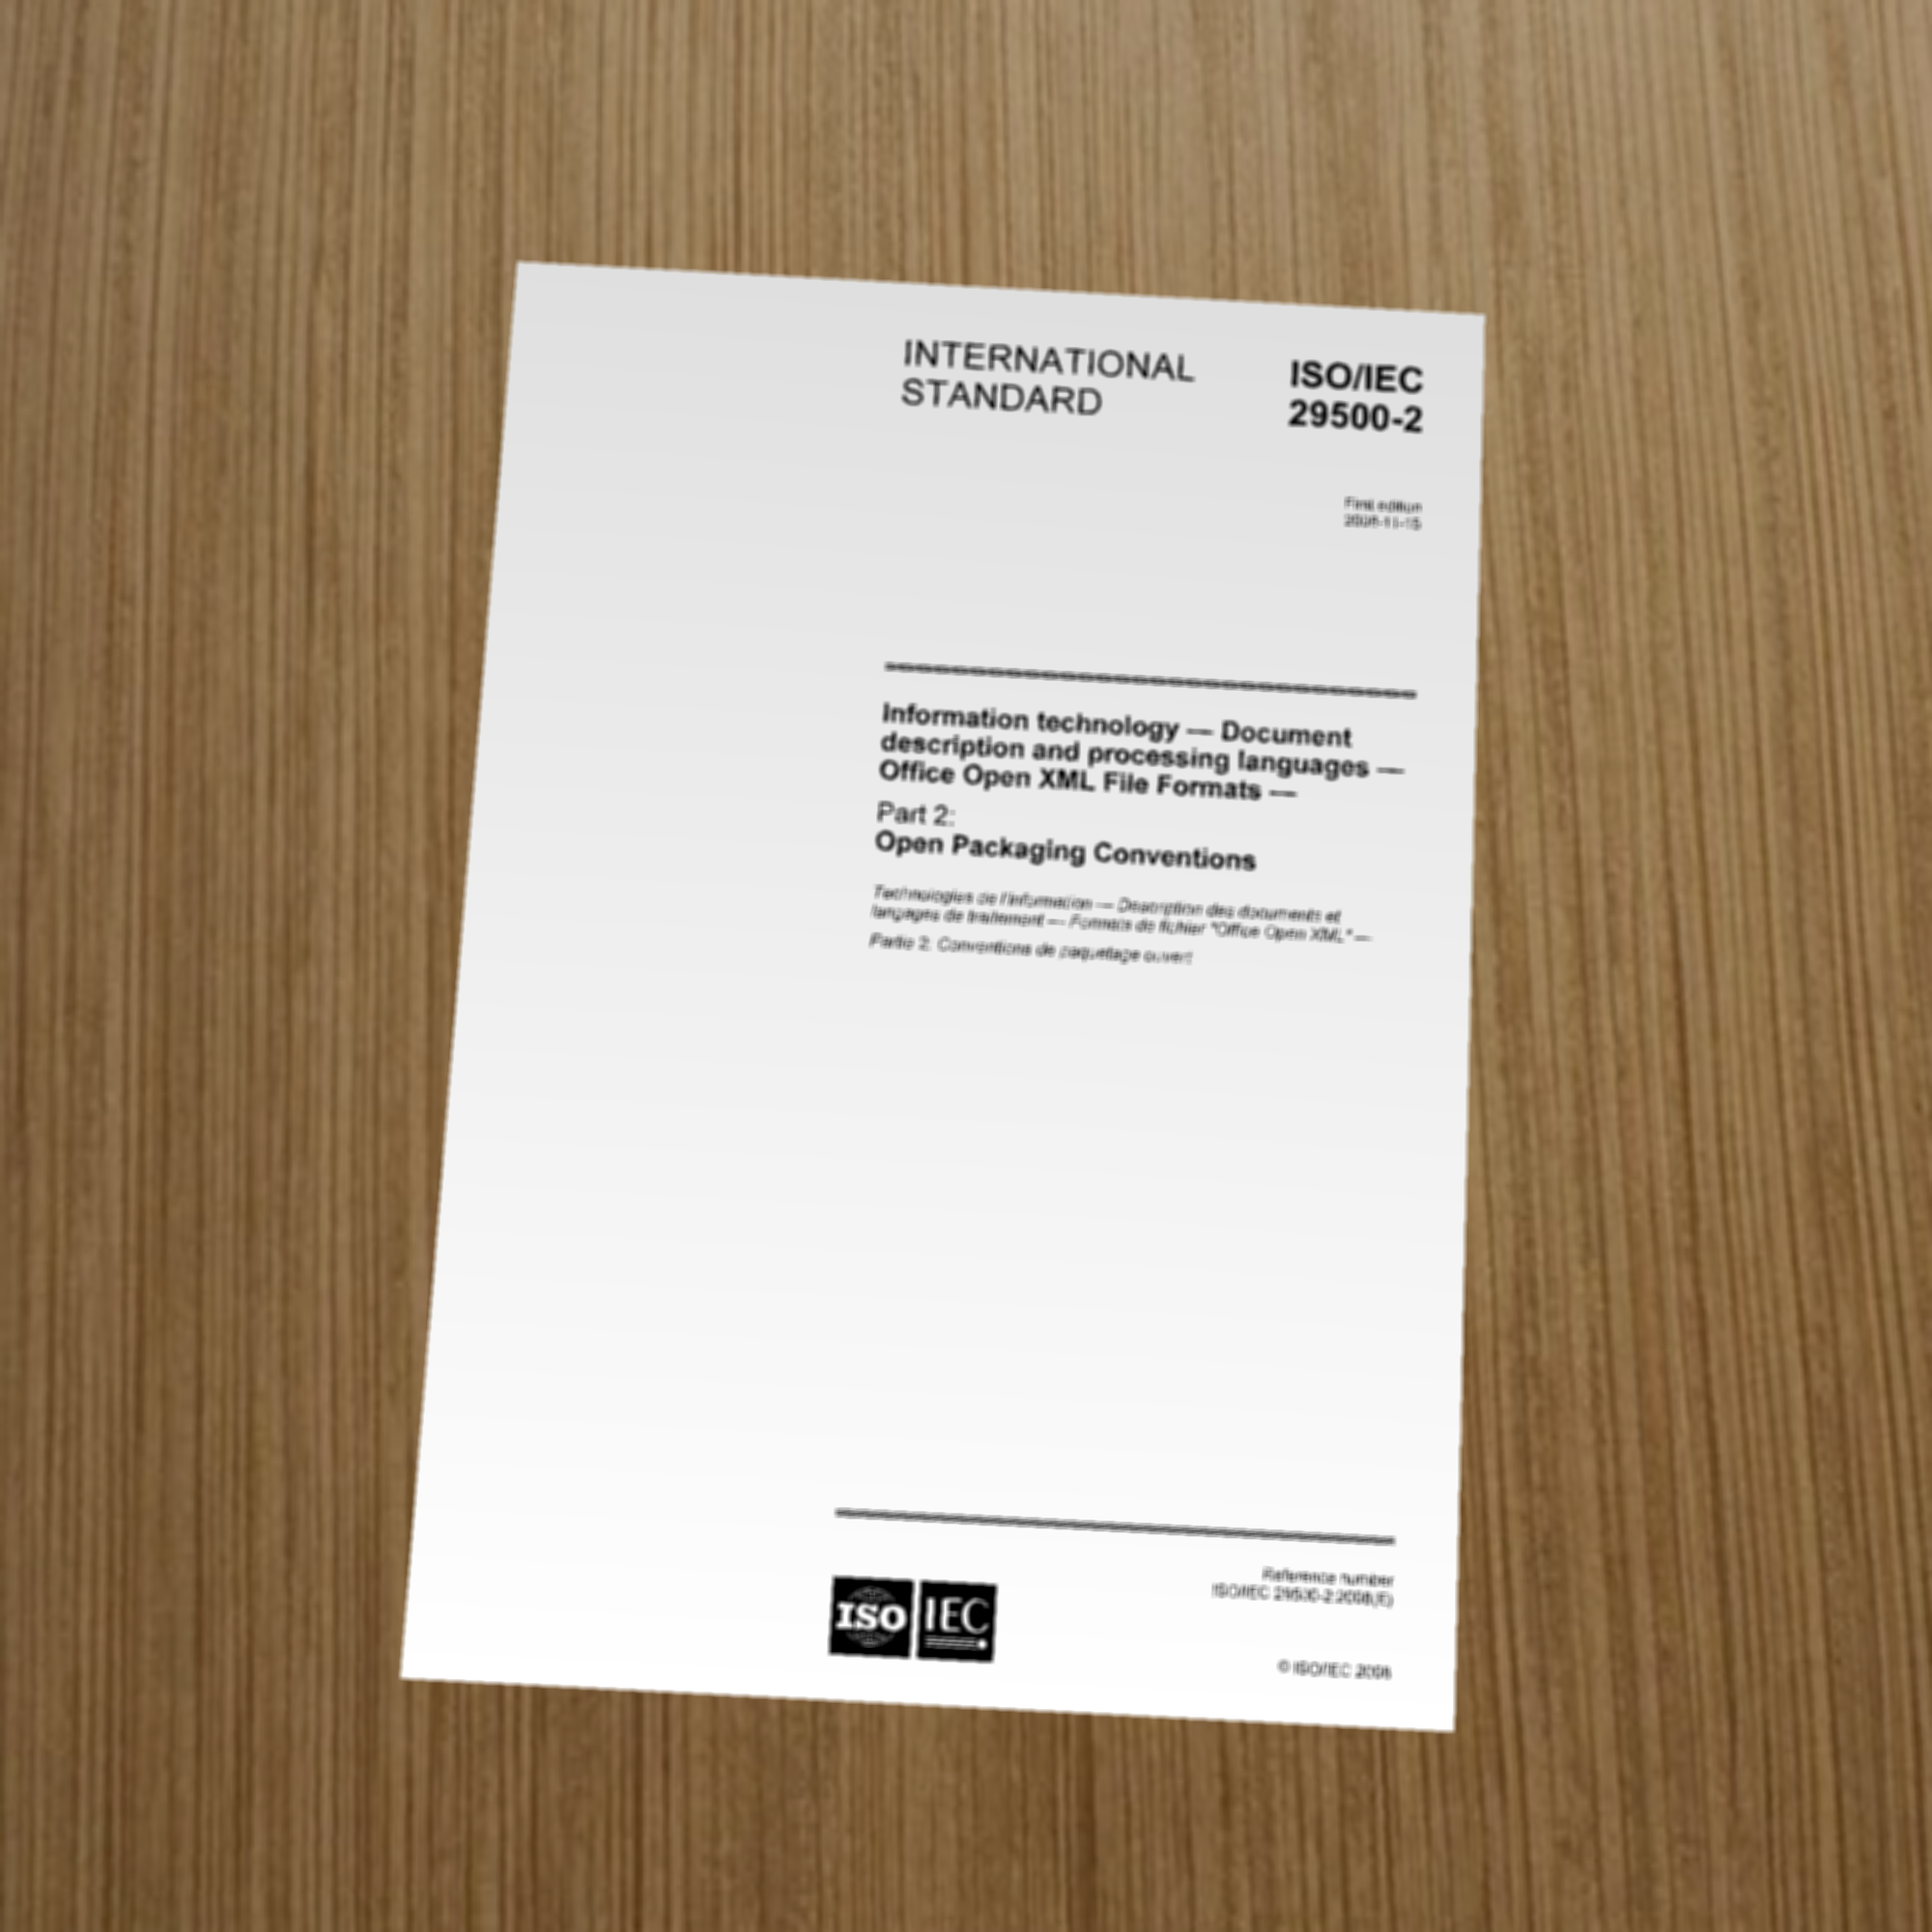 INTERNATIONAL
STANDARD
ISO/IEC
29500-2
First edition
2008-11-15
Information technology — Document
description and processing languages —
Office Open XML File Formats —
Part 2:
Open Packaging Conventions
Technologies de l'information — Description des documents et
langages de traitement — Formats de fichier "Office Open XML" —
Partie 2: Conventions de paquetage ouvert
Reference number
ISO/IEC 29500-2:2008(E)
ISO IEC
© ISO/IEC 2008